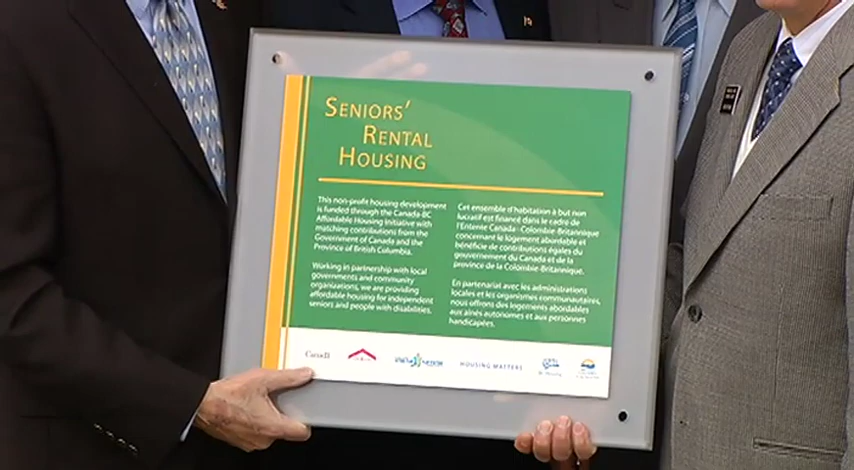 SENIORS'
RENTAL
HOUSING
This non-profit housing development
is funded through the Canada-BC
Affordable Housing Initiative with
matching contributions from the
Government of Canada and the
Province of British Columbia.
Working in partnership with local
governments and community
organizations, we are providing
affordable housing for independent
seniors and people with disabilities.
Cet ensemble d'habitation à but non
lucratif est financé dans le cadre de
l'Entente Canada - Colombie-Britannique
concernant le logement abordable et
bénéficie de contributions égales du
gouvernement du Canada et de la
province de la Colombie-Britannique.
En partenariat avec les administrations
locales et les organismes communautaires,
nous offrons des logements abordables
aux aînés autonomes et aux personnes
handicapées.
Canada
HOUSING MATTERS